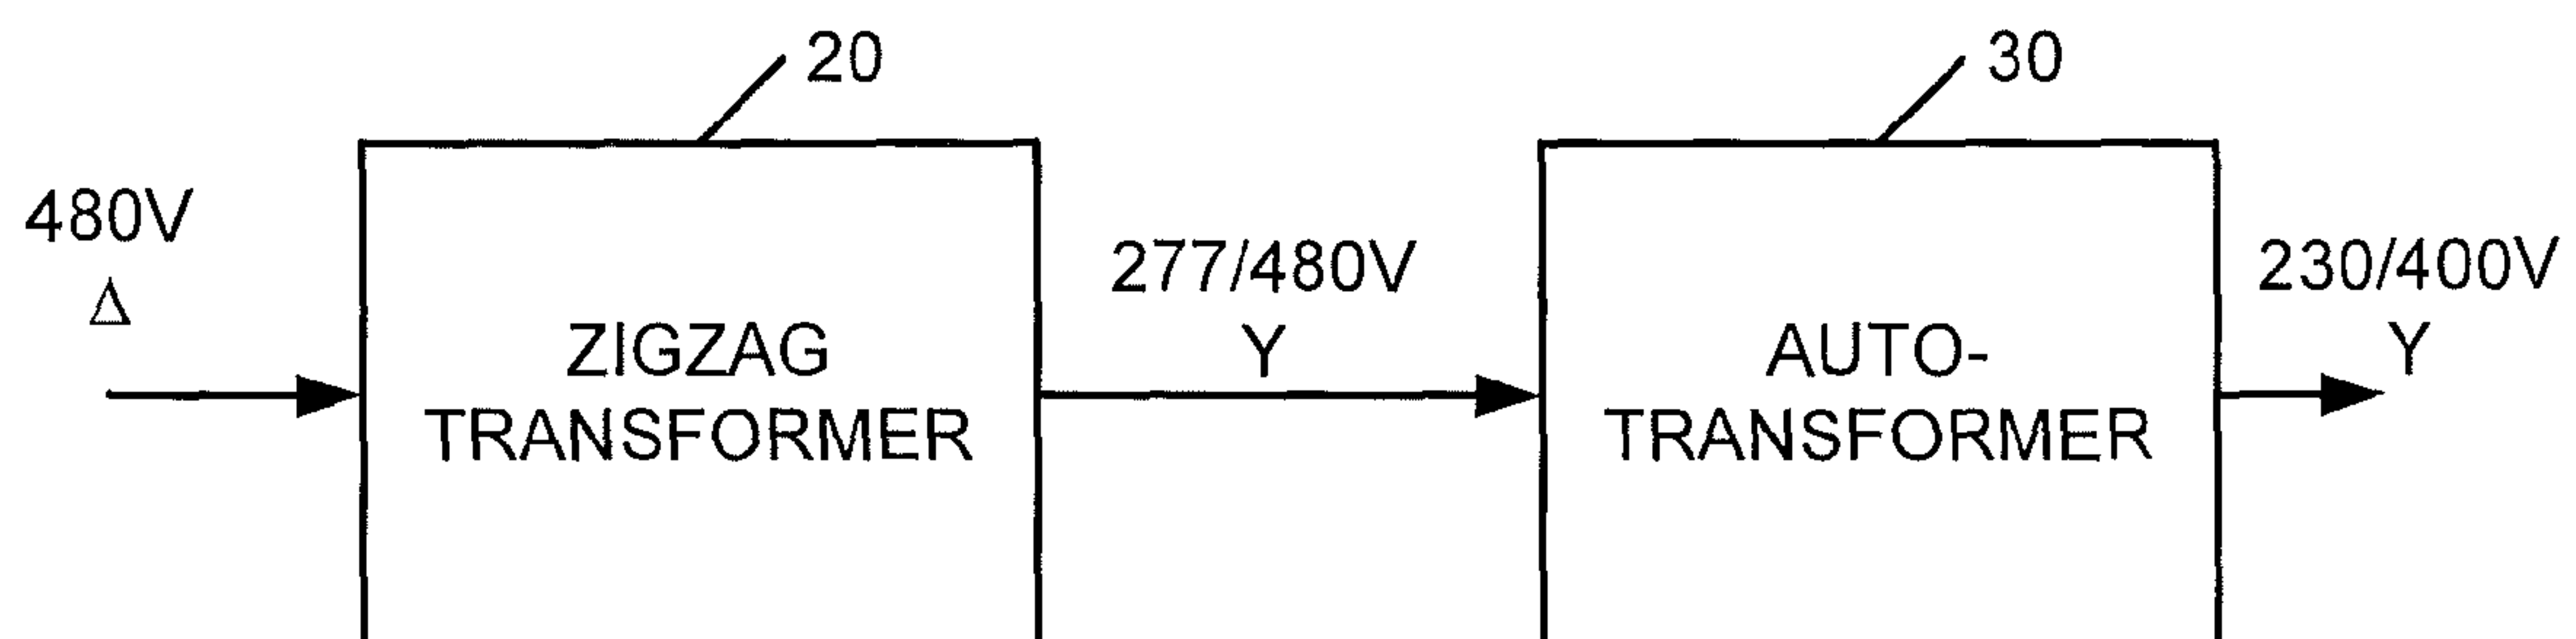 20
30
480V
Δ
277/480V
Y
230/400V
Y
ZIGZAG
TRANSFORMER
AUTO-
TRANSFORMER